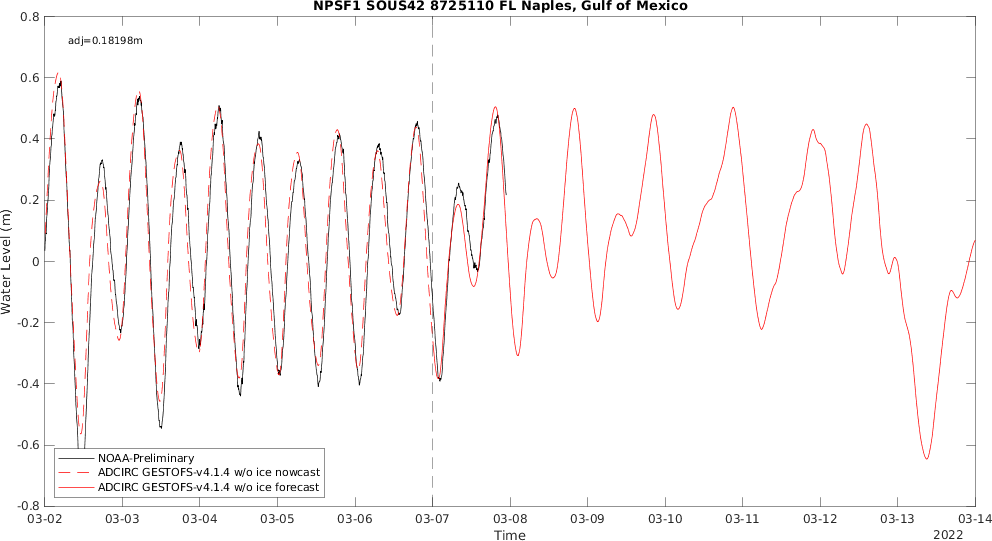 NPSF1 SOUS42 8725110 FL Naples, Gulf of Mexico
adj=0.18198m
0.8
0.6
0.4
0.2
0
-0.2
-0.4
-0.6
-0.8
Water Level (m)
NOAA-Preliminary
ADCIRC GESTOFS-v4.1.4 w/o ice nowcast
ADCIRC GESTOFS-v4.1.4 w/o ice forecast
03-02 03-03 03-04 03-05 03-06 03-07 03-08 03-09 03-10 03-11 03-12 03-13 03-14
Time
2022